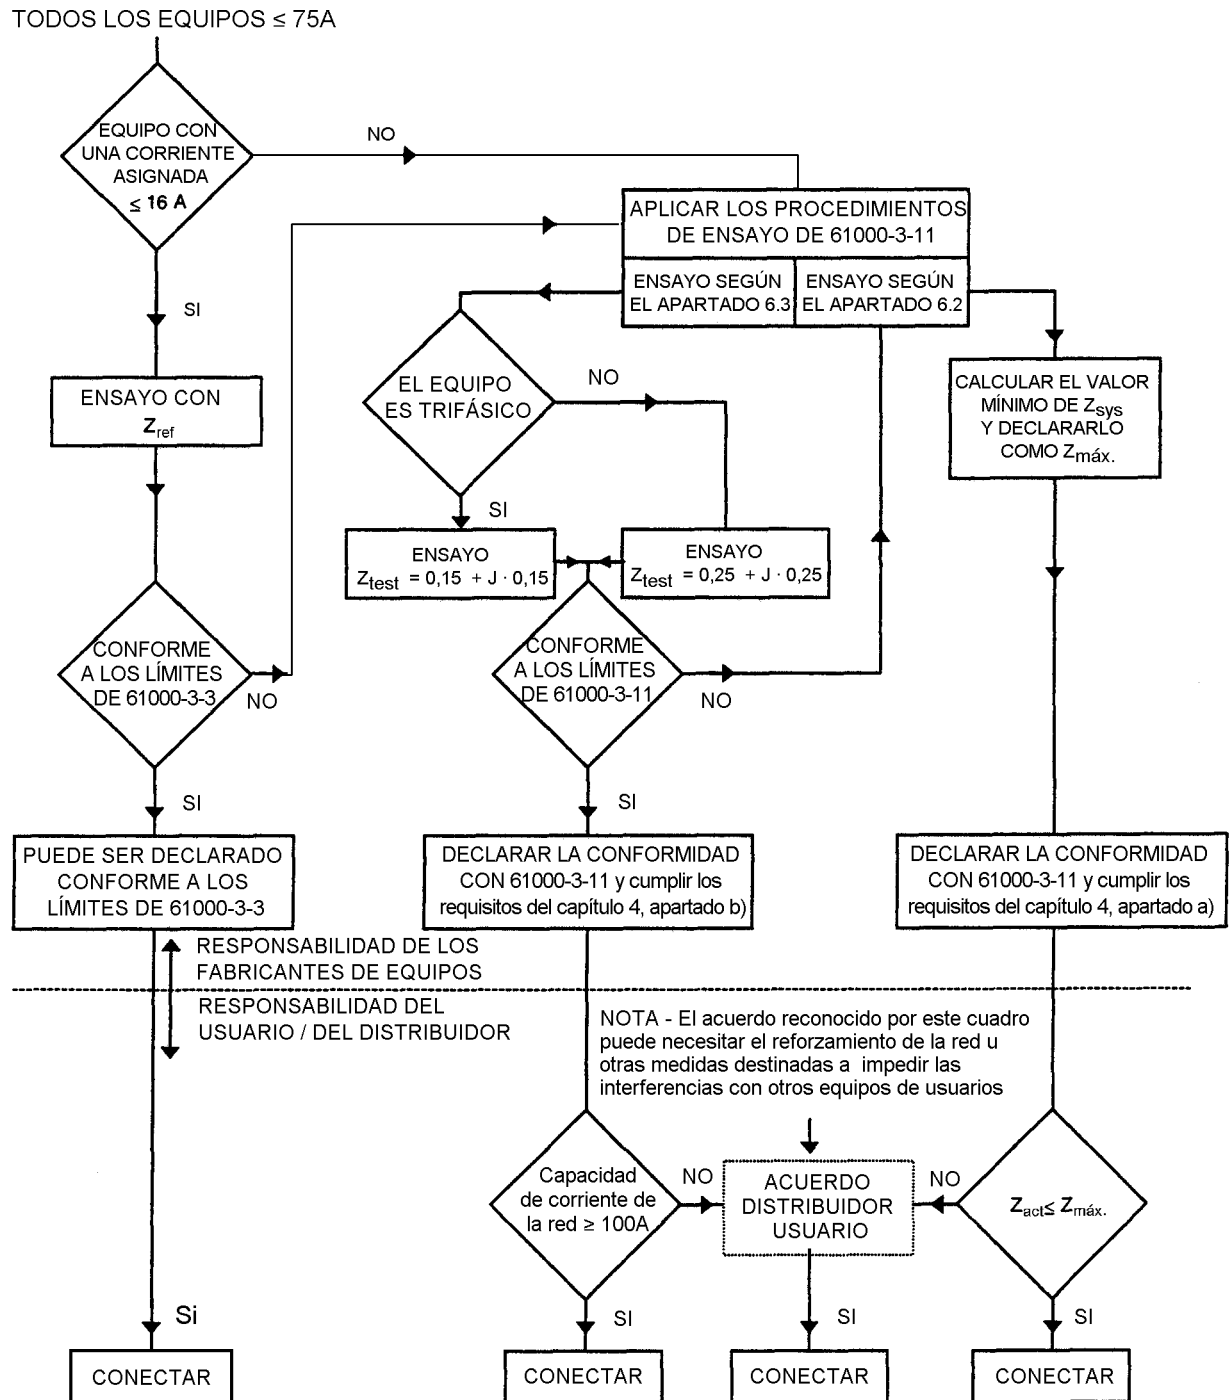 TODOS LOS EQUIPOS ≤ 75A
EQUIPO CON
UNA CORRIENTE
ASIGNADA
≤ 16 A
NO
SI
APLICAR LOS PROCEDIMIENTOS
DE ENSAYO DE 61000-3-11
ENSAYO SEGÚN
EL APARTADO 6.3
ENSAYO SEGÚN
EL APARTADO 6.2
ENSAYO CON
Zref
EL EQUIPO
ES TRIFÁSICO
NO
SI
CALCULAR EL VALOR
MÍNIMO DE Zsys
Y DECLARARLO
COMO Zmáx.
ENSAYO
Ztest = 0,15 + J · 0,15
ENSAYO
Ztest = 0,25 + J · 0,25
CONFORME
A LOS LÍMITES
DE 61000-3-3
NO
SI
CONFORME
A LOS LÍMITES
DE 61000-3-11
NO
SI
PUEDE SER DECLARADO
CONFORME A LOS
LÍMITES DE 61000-3-3
DECLARAR LA CONFORMIDAD
CON 61000-3-11 y cumplir los
requisitos del capítulo 4, apartado b)
DECLARAR LA CONFORMIDAD
CON 61000-3-11 y cumplir los
requisitos del capítulo 4, apartado a)
RESPONSABILIDAD DE LOS
FABRICANTES DE EQUIPOS
RESPONSABILIDAD DEL
USUARIO / DEL DISTRIBUIDOR
NOTA - El acuerdo reconocido por este cuadro
puede necesitar el reforzamiento de la red u
otras medidas destinadas a impedir las
interferencias con otros equipos de usuarios
Capacidad
de corriente de
la red ≥ 100A
NO
ACUERDO
DISTRIBUIDOR
USUARIO
NO
Zact≤ Zmáx.
Si
SI
SI
SI
CONECTAR
CONECTAR
CONECTAR
CONECTAR